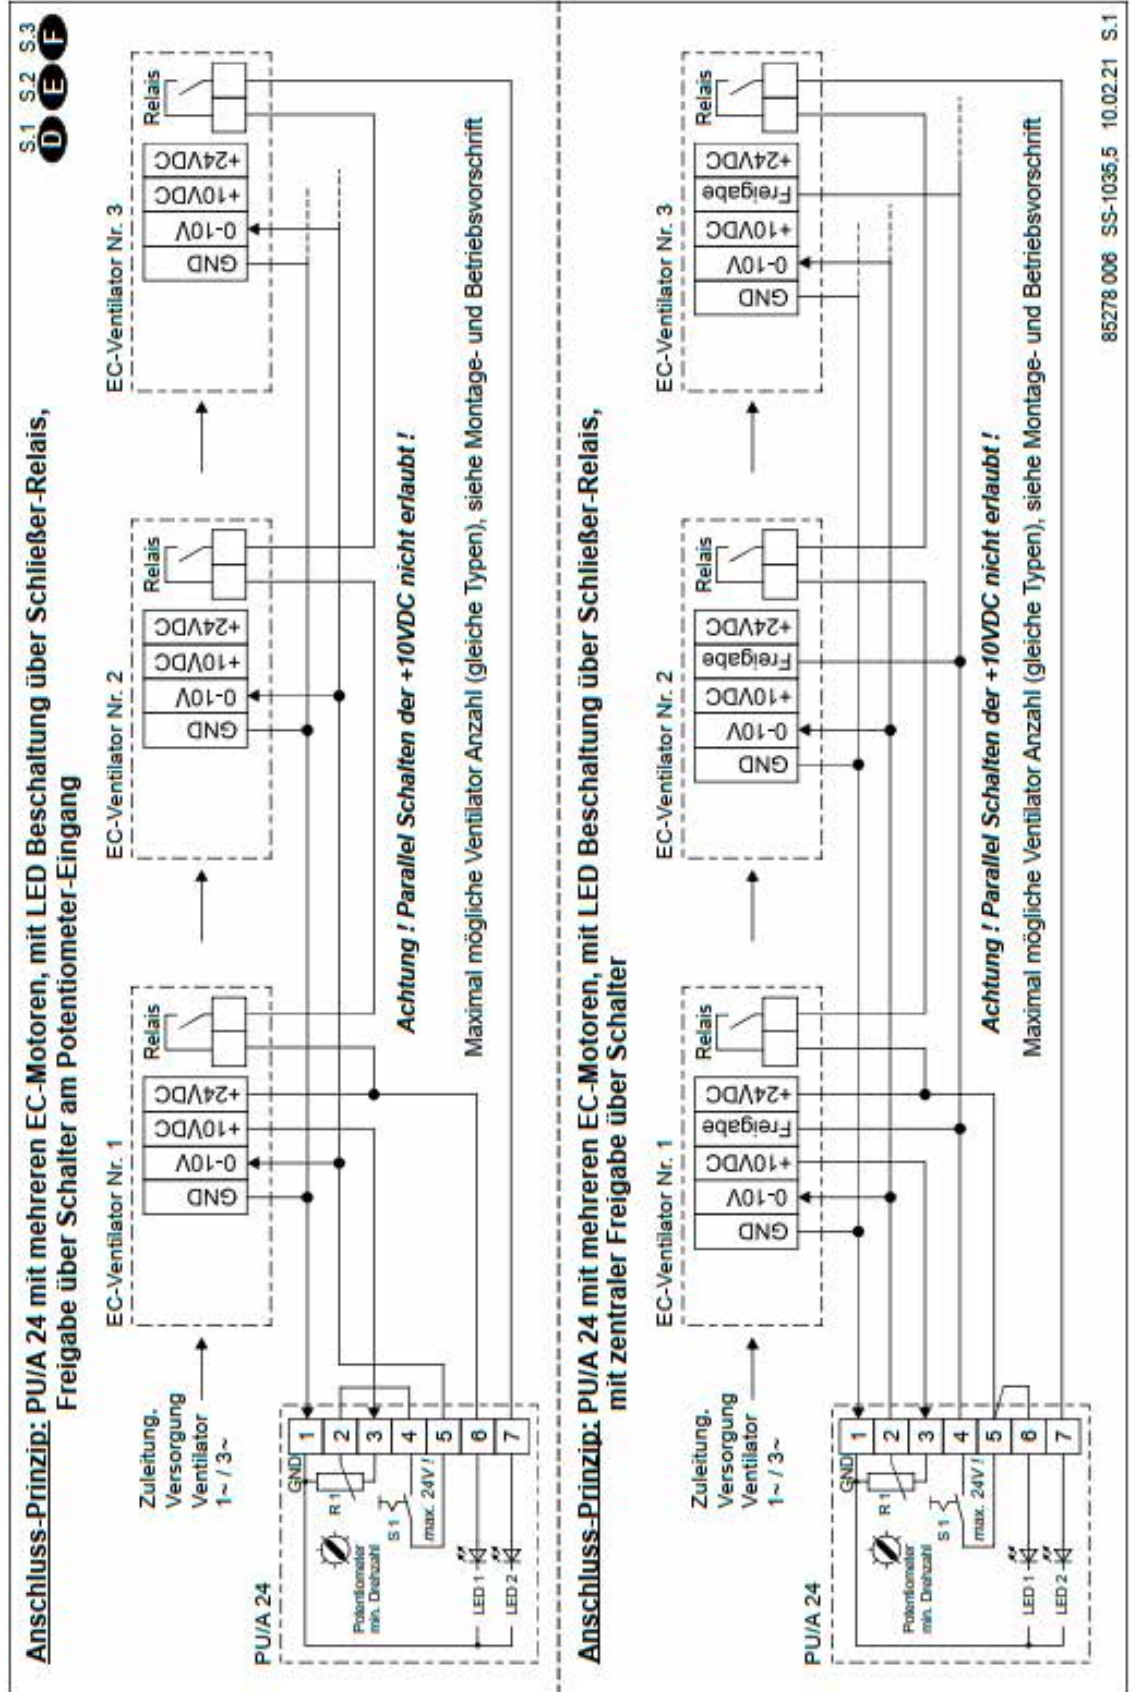 S.1 S.2 S.3
D E F
Anschluss-Prinzip: PU/A 24 mit mehreren EC-Motoren, mit LED Beschaltung über Schließer-Relais,
Freigabe über Schalter am Potentiometer-Eingang
Zuleitung,
Versorgung
Ventilator
1~ / 3~
EC-Ventilator Nr. 1
GND
0-10V
+10VDC
+24VDC
Relais
EC-Ventilator Nr. 2
GND
0-10V
+10VDC
+24VDC
Relais
EC-Ventilator Nr. 3
GND
0-10V
+10VDC
+24VDC
Relais
PU/A 24
GND
1
2
3
4
5
6
7
R 1
Potentiometer
min. Drehzahl
S 1
max. 24V !
LED 1
LED 2
Achtung ! Parallel Schalten der +10VDC nicht erlaubt !
Maximal mögliche Ventilator Anzahl (gleiche Typen), siehe Montage- und Betriebsvorschrift
Anschluss-Prinzip: PU/A 24 mit mehreren EC-Motoren, mit LED Beschaltung über Schließer-Relais,
mit zentraler Freigabe über Schalter
Zuleitung,
Versorgung
Ventilator
1~ / 3~
EC-Ventilator Nr. 1
GND
0-10V
+10VDC
Freigabe
+24VDC
Relais
EC-Ventilator Nr. 2
GND
0-10V
+10VDC
Freigabe
+24VDC
Relais
EC-Ventilator Nr. 3
GND
0-10V
+10VDC
Freigabe
+24VDC
Relais
PU/A 24
GND
1
2
3
4
5
6
7
R 1
Potentiometer
min. Drehzahl
S 1
max. 24V !
LED 1
LED 2
Achtung ! Parallel Schalten der +10VDC nicht erlaubt !
Maximal mögliche Ventilator Anzahl (gleiche Typen), siehe Montage- und Betriebsvorschrift
85278 006 SS-1035,5 10.02.21 S.1